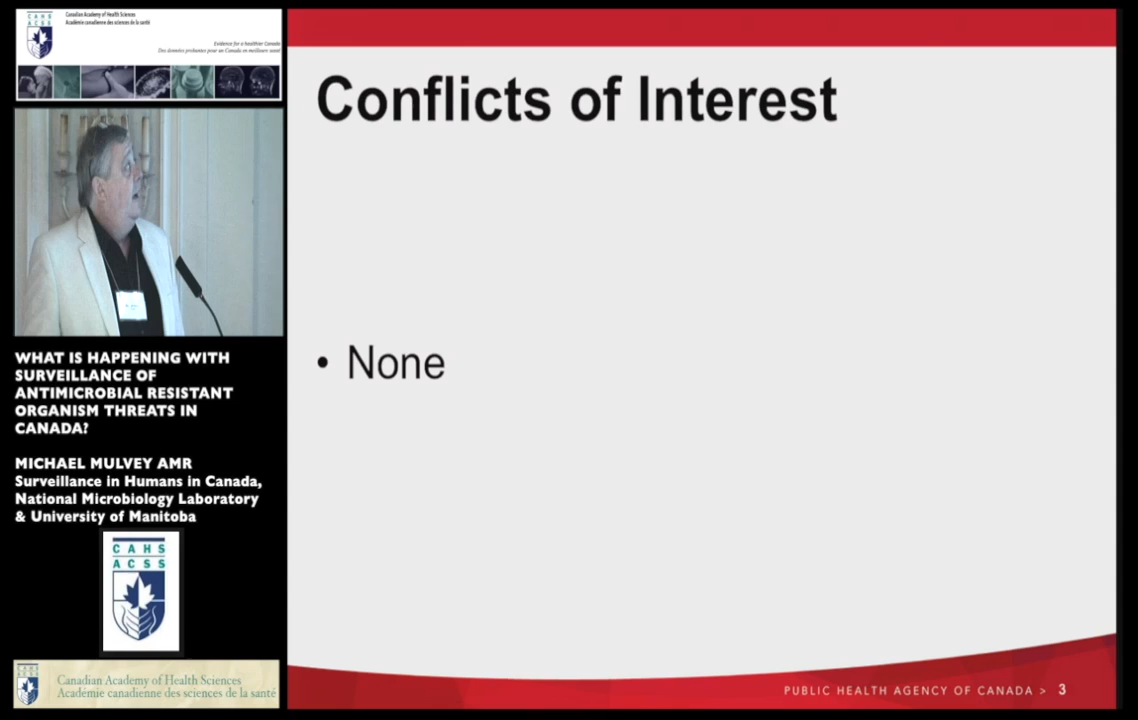 CAHS
ACSS
Canadian Academy of Health Sciences
Académie canadienne des sciences de la santé
Evidence for a healthier Canada
Des données probantes pour un Canada en meilleure santé
WHAT IS HAPPENING WITH
SURVEILLANCE OF
ANTIMICROBIAL RESISTANT
ORGANISM THREATS IN
CANADA?
MICHAEL MULVEY AMR
Surveillance in Humans in Canada,
National Microbiology Laboratory
& University of Manitoba
CAHS
ACSS
CAHS
ACSS
Canadian Academy of Health Sciences
Académie canadienne des sciences de la santé
Conflicts of Interest
• None
PUBLIC HEALTH AGENCY OF CANADA > 3